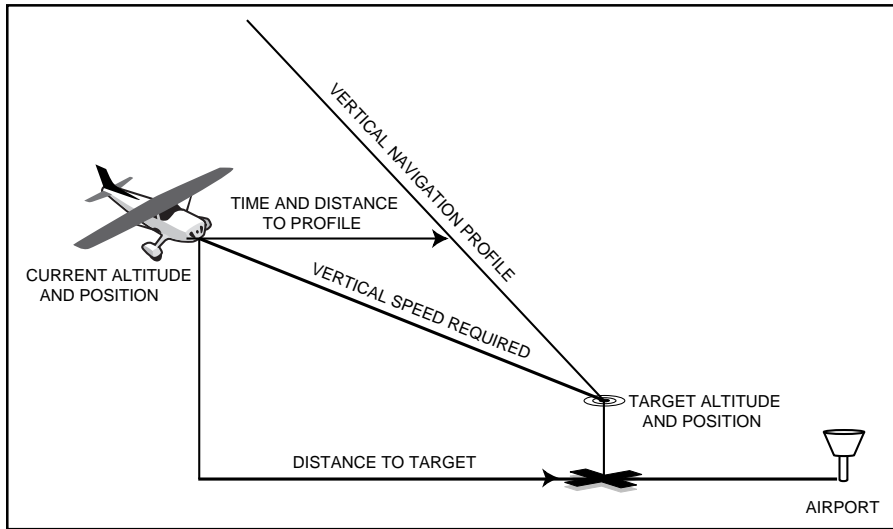 VERTICAL NAVIGATION PROFILE
TIME AND DISTANCE
TO PROFILE
CURRENT ALTITUDE
AND POSITION
VERTICAL SPEED REQUIRED
TARGET ALTITUDE
AND POSITION
DISTANCE TO TARGET
AIRPORT